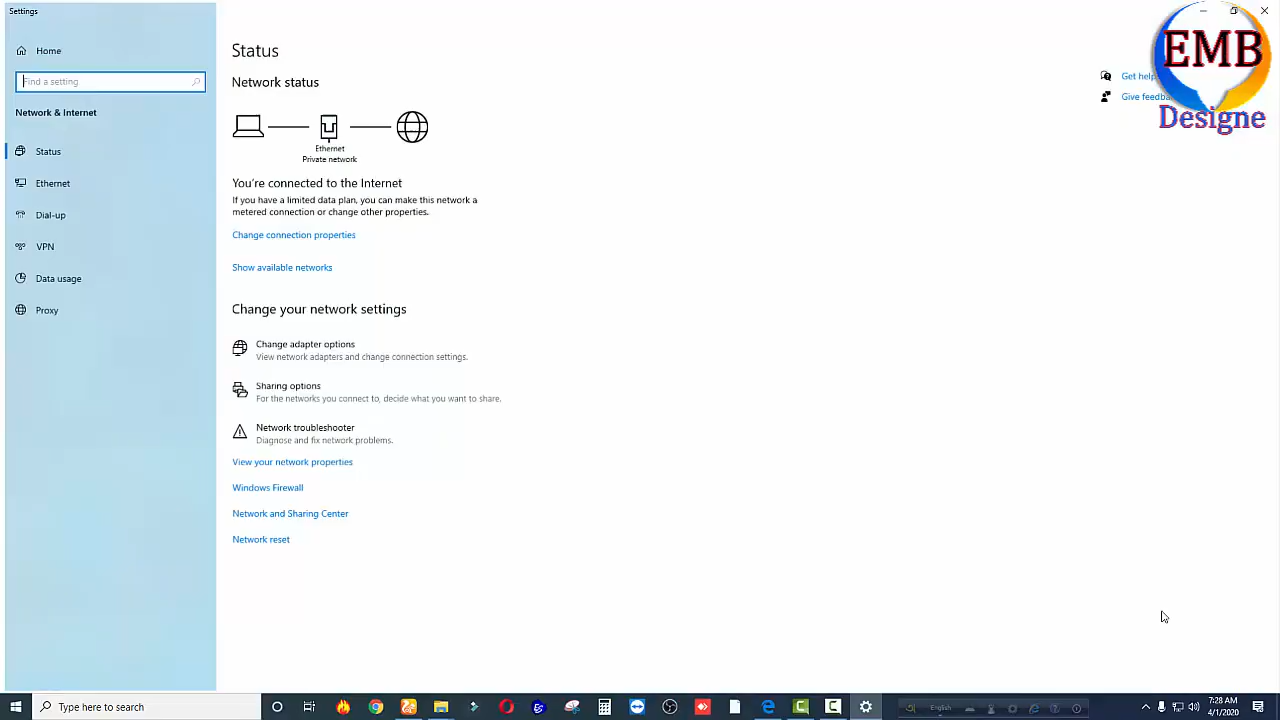 Settings
Home
Find a setting
Network & Internet
Status
Ethernet
Dial-up
VPN
Data usage
Proxy
Status
Network status
Ethernet
Private network
You're connected to the Internet
If you have a limited data plan, you can make this network a
metered connection or change other properties.
Change connection properties
Show available networks
Change your network settings
Change adapter options
View network adapters and change connection settings.
Sharing options
For the networks you connect to, decide what you want to share.
Network troubleshooter
Diagnose and fix network problems.
View your network properties
Windows Firewall
Network and Sharing Center
Network reset
Get help
Give feedba
EMB
Designe
Type here to search
English
7:28 AM
4/1/2020